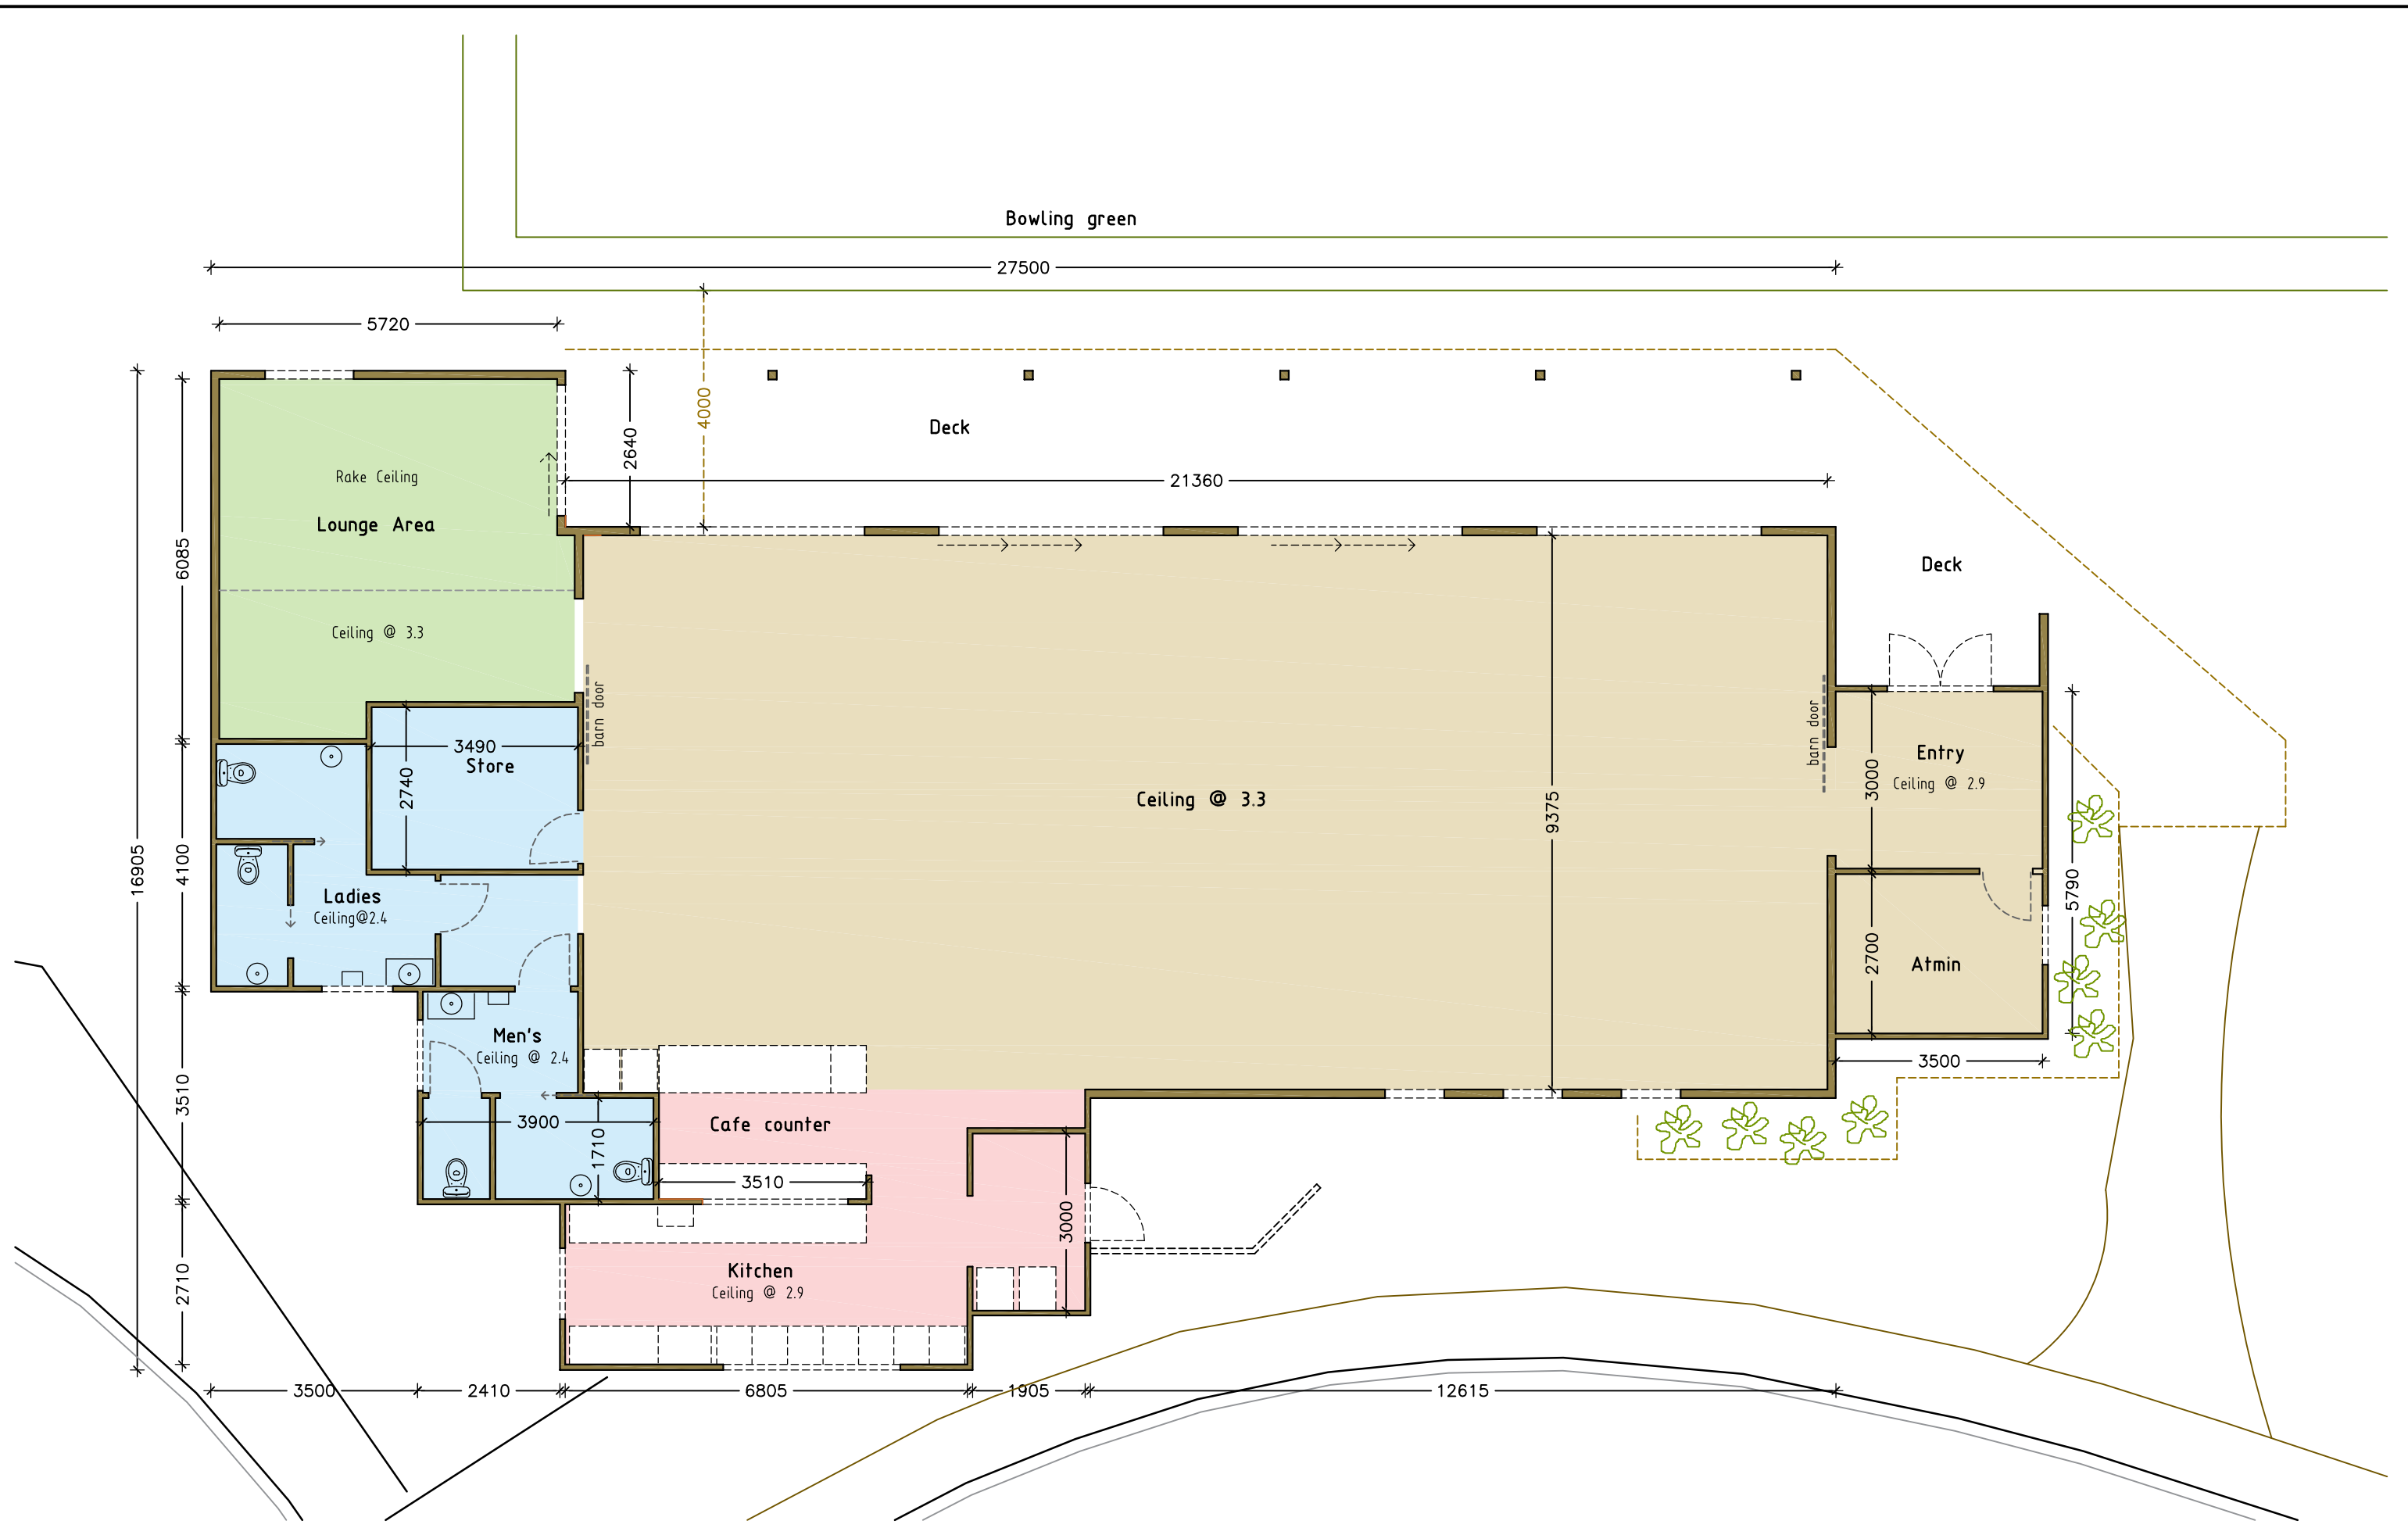 Bowling green
27500
5720
4000
2640
Deck
21360
Rake Ceiling
Lounge Area
6085
Deck
Ceiling @ 3.3
barn door
barn door
3490
Store
2740
Entry
Ceiling @ 2.9
3000
Ceiling @ 3.3
9375
16905
4100
Ladies
Ceiling@2.4
5790
2700
Atmin
Men's
Ceiling @ 2.4
3500
3510
3900
1710
Cafe counter
3510
3000
2710
Kitchen
Ceiling @ 2.9
3500
2410
6805
1905
12615